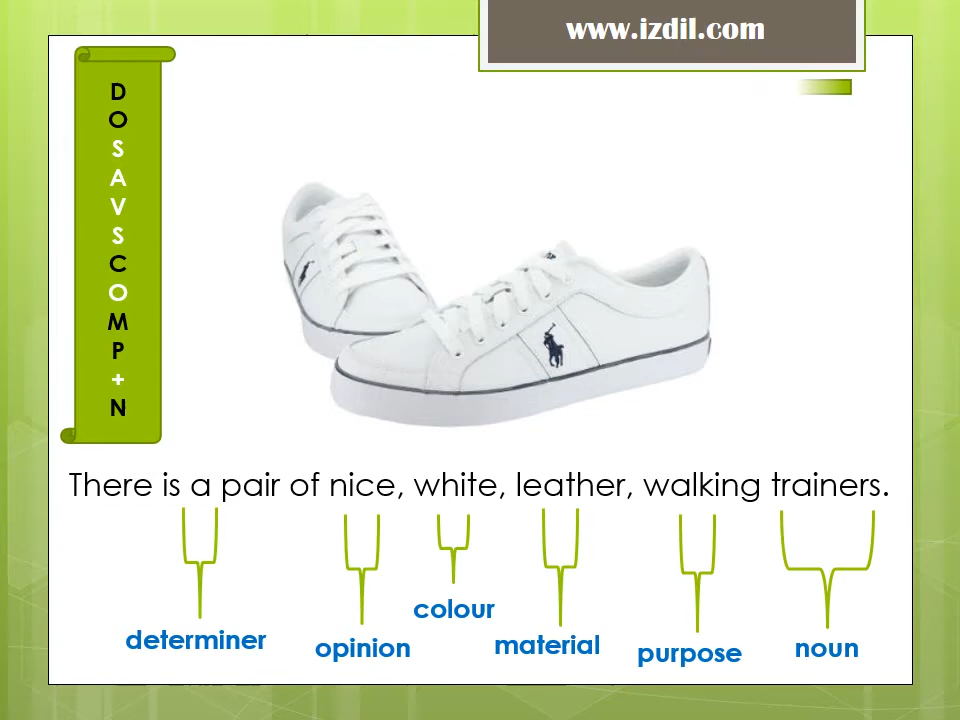 www.izdil.com
D
O
S
A
V
S
C
O
M
P
+
N
There is a pair of nice, white, leather, walking trainers.
determiner
opinion
colour
material
purpose
noun